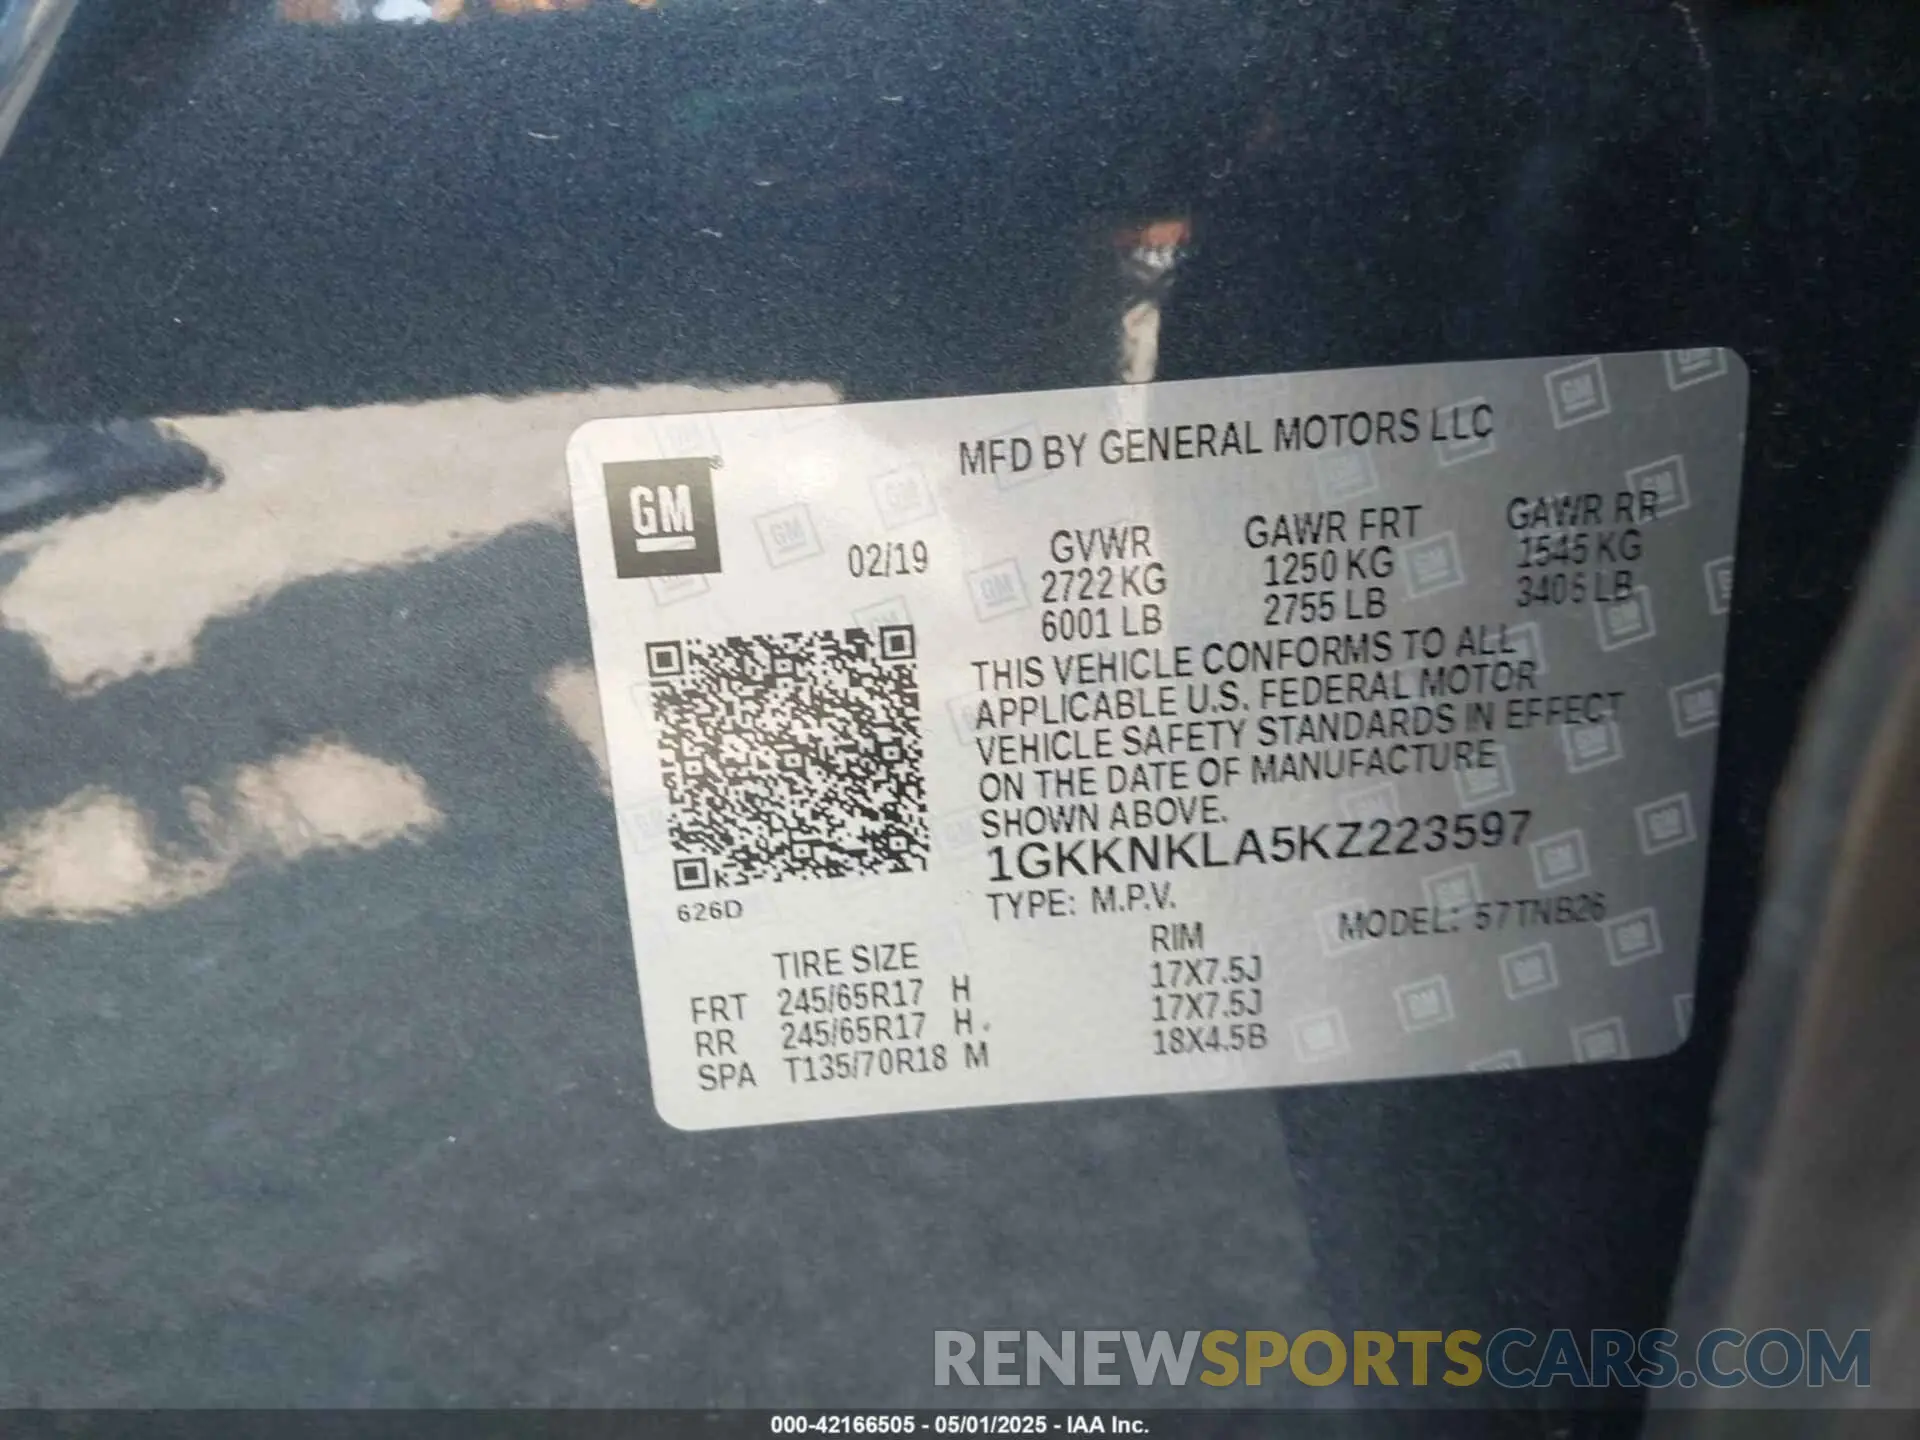 MFD BY GENERAL MOTORS LLC
GM
®
02/19
GVWR
2722 KG
6001 LB
GAWR FRT
1250 KG
2755 LB
GAWR RR
1545 KG
3406 LB
THIS VEHICLE CONFORMS TO ALL
APPLICABLE U.S. FEDERAL MOTOR
VEHICLE SAFETY STANDARDS IN EFFECT
ON THE DATE OF MANUFACTURE
SHOWN ABOVE.
1GKKNKLA5KZ223597
TYPE: M.P.V.
MODEL: 57TNB26
K
626D
TIRE SIZE RIM
FRT 245/65R17 H 17X7.5J
RR 245/65R17 H. 17X7.5J
SPA T135/70R18 M 18X4.5B
RENEWSPORTSCARS.COM
000-42166505 - 05/01/2025 - IAA Inc.